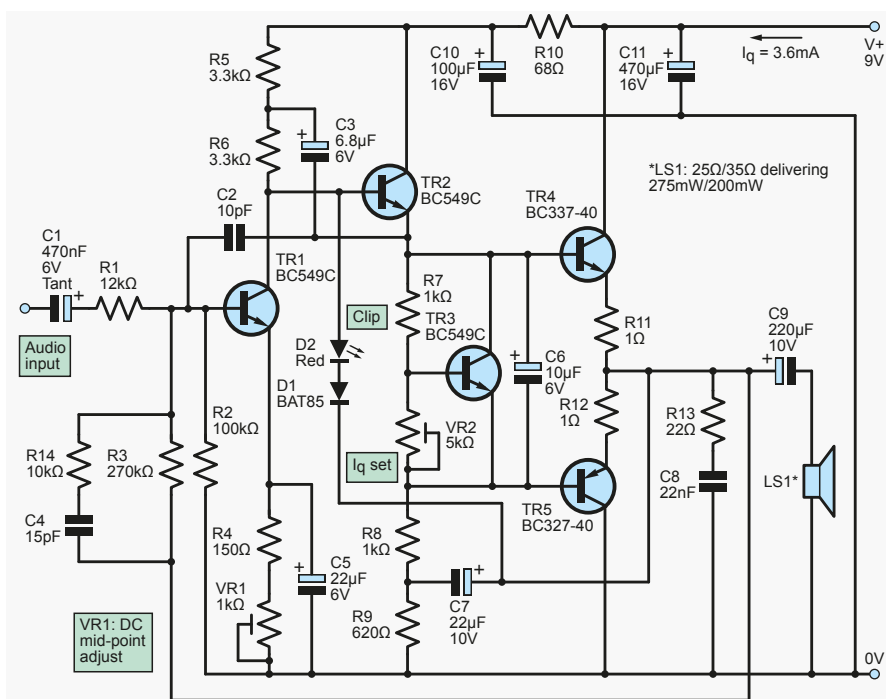 R5
3.3kΩ
R6
3.3kΩ
C3
6.8µF
6V
+
C10
100µF
16V
+
R10
68Ω
C11
470µF
16V
+
Iq = 3.6mA
V+
9V
*LS1: 25Ω/35Ω delivering
275mW/200mW
TR2
BC549C
TR4
BC337-40
C2
10pF
C1
470nF
6V
Tant
+
R1
12kΩ
TR1
BC549C
Audio
input
Clip
D2
Red
D1
BAT85
R7
1kΩ
TR3
BC549C
C6
10µF
6V
+
R11
1Ω
R12
1Ω
C9
220µF
10V
+
R13
22Ω
C8
22nF
LS1*
VR2
5kΩ
Iq set
R14
10kΩ
R3
270kΩ
R2
100kΩ
C4
15pF
R4
150Ω
VR1
1kΩ
C5
22µF
6V
+
R8
1kΩ
R9
620Ω
C7
22µF
10V
+
TR5
BC327-40
VR1: DC
mid-point
adjust
0V